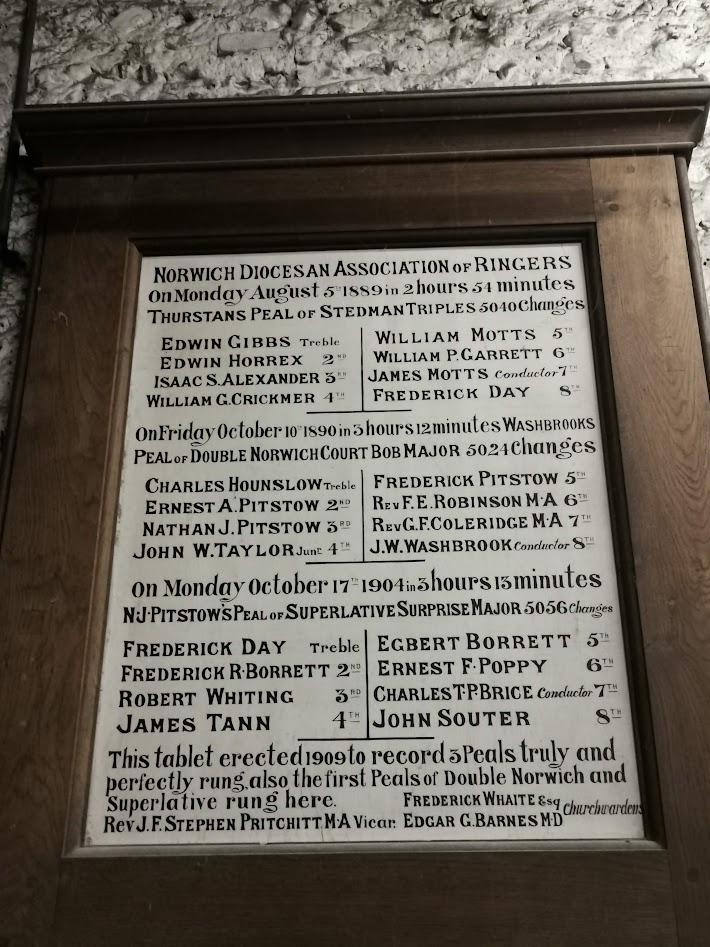 NORWICH DIOCESAN ASSOCIATION OF RINGERS
On Monday August 5TH 1889 in 2 hours 54 minutes
THURSTANS PEAL OF STEDMAN TRIPLES 5040 Changes
EDWIN GIBBS Treble
EDWIN HORREX 2ND
ISAAC S. ALEXANDER 3RD
WILLIAM G. CRICKMER 4TH
WILLIAM MOTTS 5TH
WILLIAM P. GARRETT 6TH
JAMES MOTTS Conductor 7TH
FREDERICK DAY 8TH
On Friday October 10TH 1890 in 3 hours 12 minutes WASHBROOKS
PEAL OF DOUBLE NORWICH COURT BOB MAJOR 5024 Changes
CHARLES HOUNSLOW Treble
ERNEST A. PITSTOW 2ND
NATHAN J. PITSTOW 3RD
JOHN W. TAYLOR Junr. 4TH
FREDERICK PITSTOW 5TH
REV F. E. ROBINSON M·A 6TH
REV G. F. COLERIDGE M·A 7TH
J. W. WASHBROOK Conductor 8TH
On Monday October 17TH 1904 in 3 hours 13 minutes
N·J·PITSTOW'S PEAL OF SUPERLATIVE SURPRISE MAJOR 5056 Changes
FREDERICK DAY Treble
FREDERICK R·BORRETT 2ND
ROBERT WHITING 3RD
JAMES TANN 4TH
EGBERT BORRETT 5TH
ERNEST F·POPPY 6TH
CHARLES T·P·BRICE Conductor 7TH
JOHN SOUTER 8TH
This tablet erected 1909 to record 3 Peals truly and
perfectly rung, also the first Peals of Double Norwich and
Superlative rung here. FREDERICK WHAITE Esq
REV J. F. STEPHEN PRITCHITT M·A Vicar. EDGAR G. BARNES M·D Churchwardens